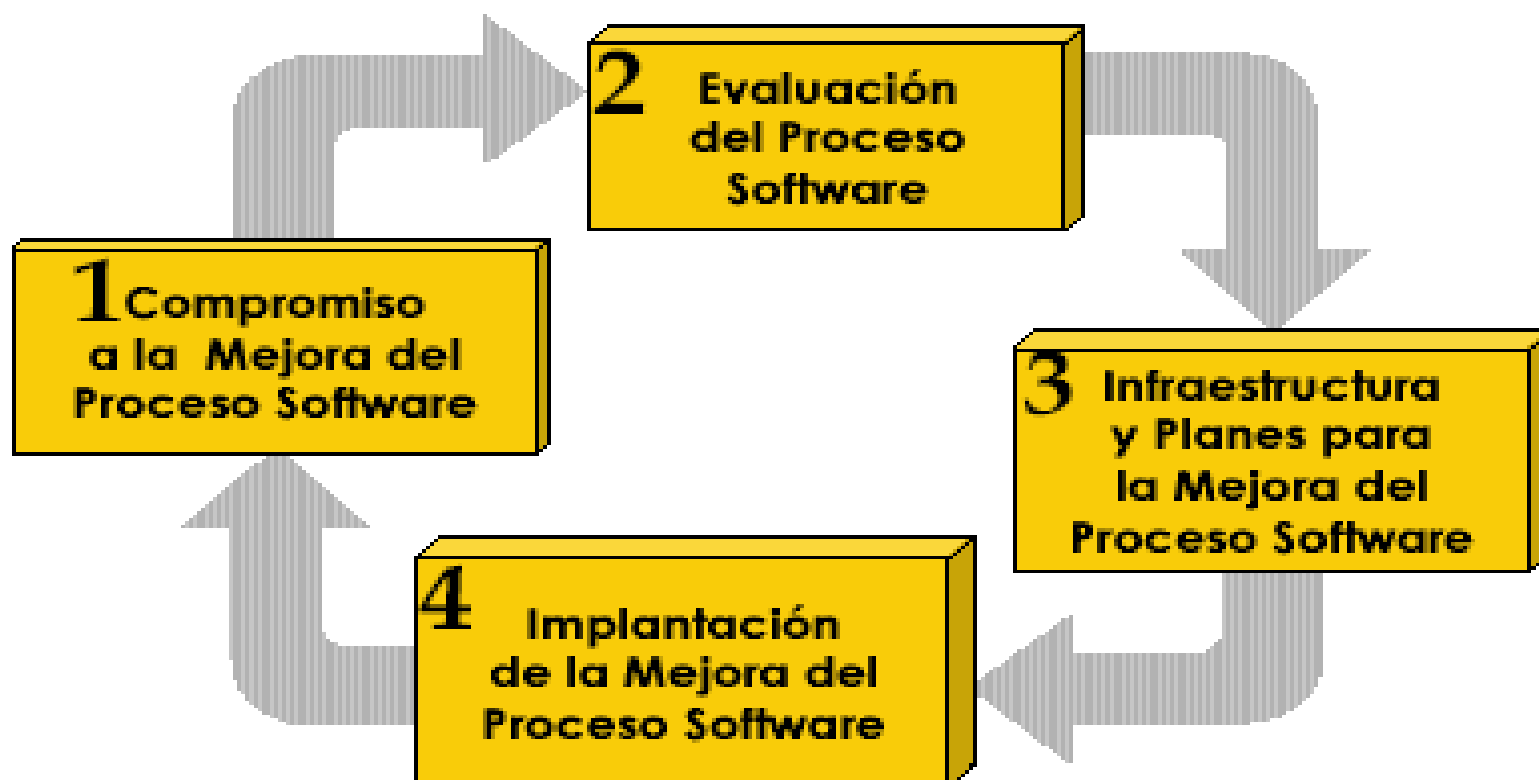 1 Compromiso
a la Mejora del
Proceso Software
2 Evaluación
del Proceso
Software
3 Infraestructura
y Planes para
la Mejora del
Proceso Software
4 Implantación
de la Mejora del
Proceso Software